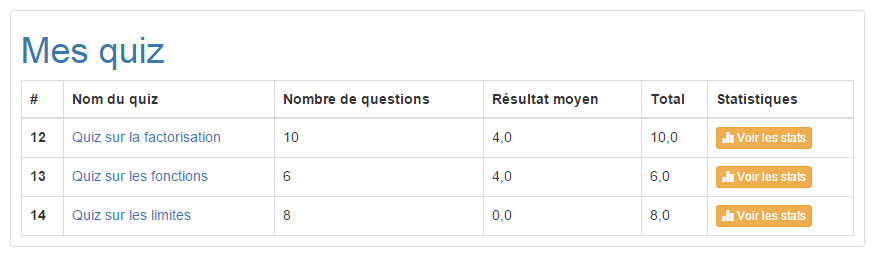 Mes quiz
# Nom du quiz Nombre de questions Résultat moyen Total Statistiques
12 Quiz sur la factorisation 10 4,0 10,0 Voir les stats
13 Quiz sur les fonctions 6 4,0 6,0 Voir les stats
14 Quiz sur les limites 8 0,0 8,0 Voir les stats